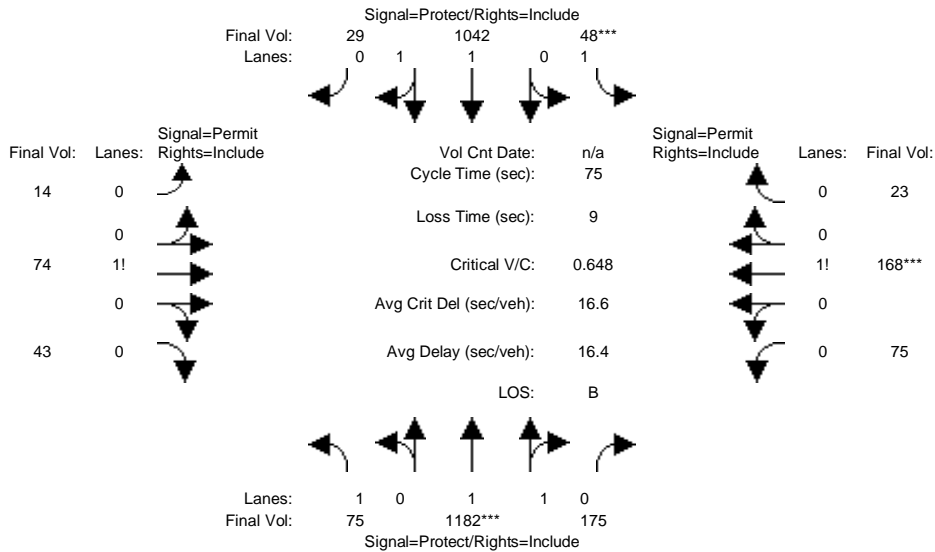 Signal=Protect/Rights=Include
Final Vol: 29 1042 48***
Lanes: 0 1 1 0 1
Signal=Permit Signal=Permit
Final Vol: Lanes: Rights=Include Vol Cnt Date: n/a Rights=Include Lanes: Final Vol:
Cycle Time (sec): 75
14 0 0 23
Loss Time (sec): 9
0 0
74 1! Critical V/C: 0.648 1! 168***
0 Avg Crit Del (sec/veh): 16.6 0
43 0 Avg Delay (sec/veh): 16.4 0 75
LOS: B
Lanes: 1 0 1 1 0
Final Vol: 75 1182*** 175
Signal=Protect/Rights=Include